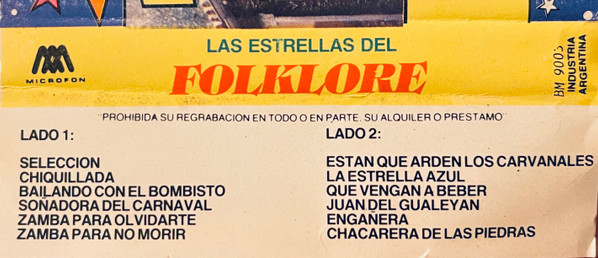 LAS ESTRELLAS DEL
FOLKLORE
MICROFON
BM 9003
INDUSTRIA
ARGENTINA
"PROHIBIDA SU REGRABACION EN TODO O EN PARTE, SU ALQUILER O PRESTAMO"
LADO 1:
SELECCION
CHIQUILLADA
BAILANDO CON EL BOMBISTO
SOÑADORA DEL CARNAVAL
ZAMBA PARA OLVIDARTE
ZAMBA PARA NO MORIR
LADO 2:
ESTAN QUE ARDEN LOS CARVANALES
LA ESTRELLA AZUL
QUE VENGAN A BEBER
JUAN DEL GUALEYAN
ENGAÑERA
CHACARERA DE LAS PIEDRAS